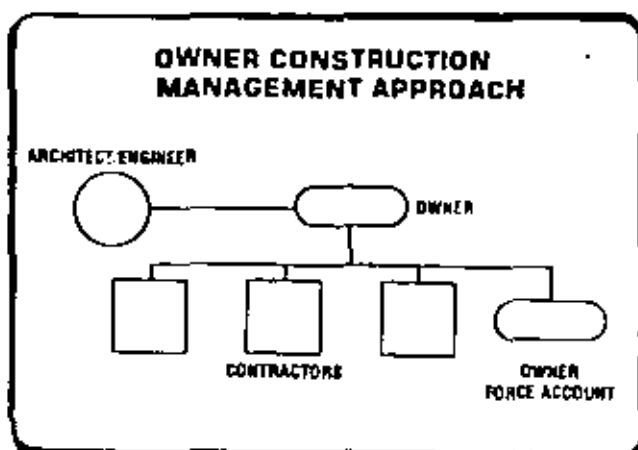 OWNER CONSTRUCTION
MANAGEMENT APPROACH
ARCHITECT/ENGINEER
OWNER
CONTRACTORS
OWNER
FORCE ACCOUNT